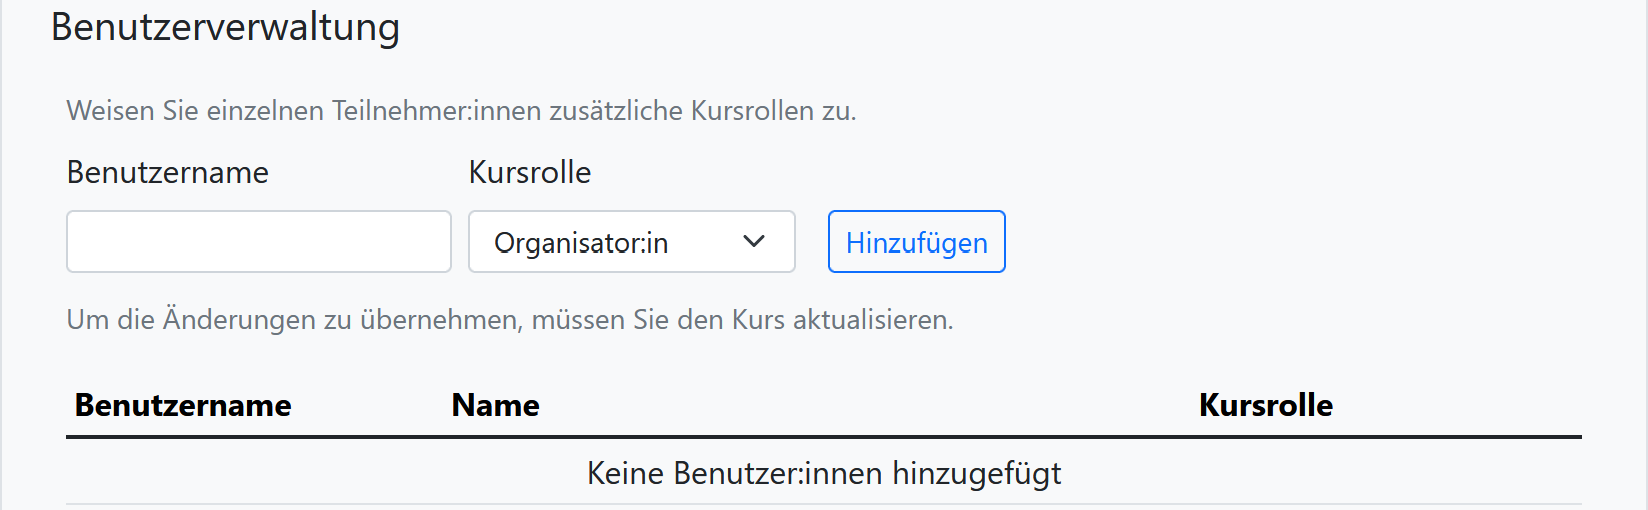 Benutzerverwaltung
Weisen Sie einzelnen Teilnehmer:innen zusätzliche Kursrollen zu.
Benutzername Kursrolle
Organisator:in Hinzufügen
Um die Änderungen zu übernehmen, müssen Sie den Kurs aktualisieren.
Benutzername Name Kursrolle
Keine Benutzer:innen hinzugefügt